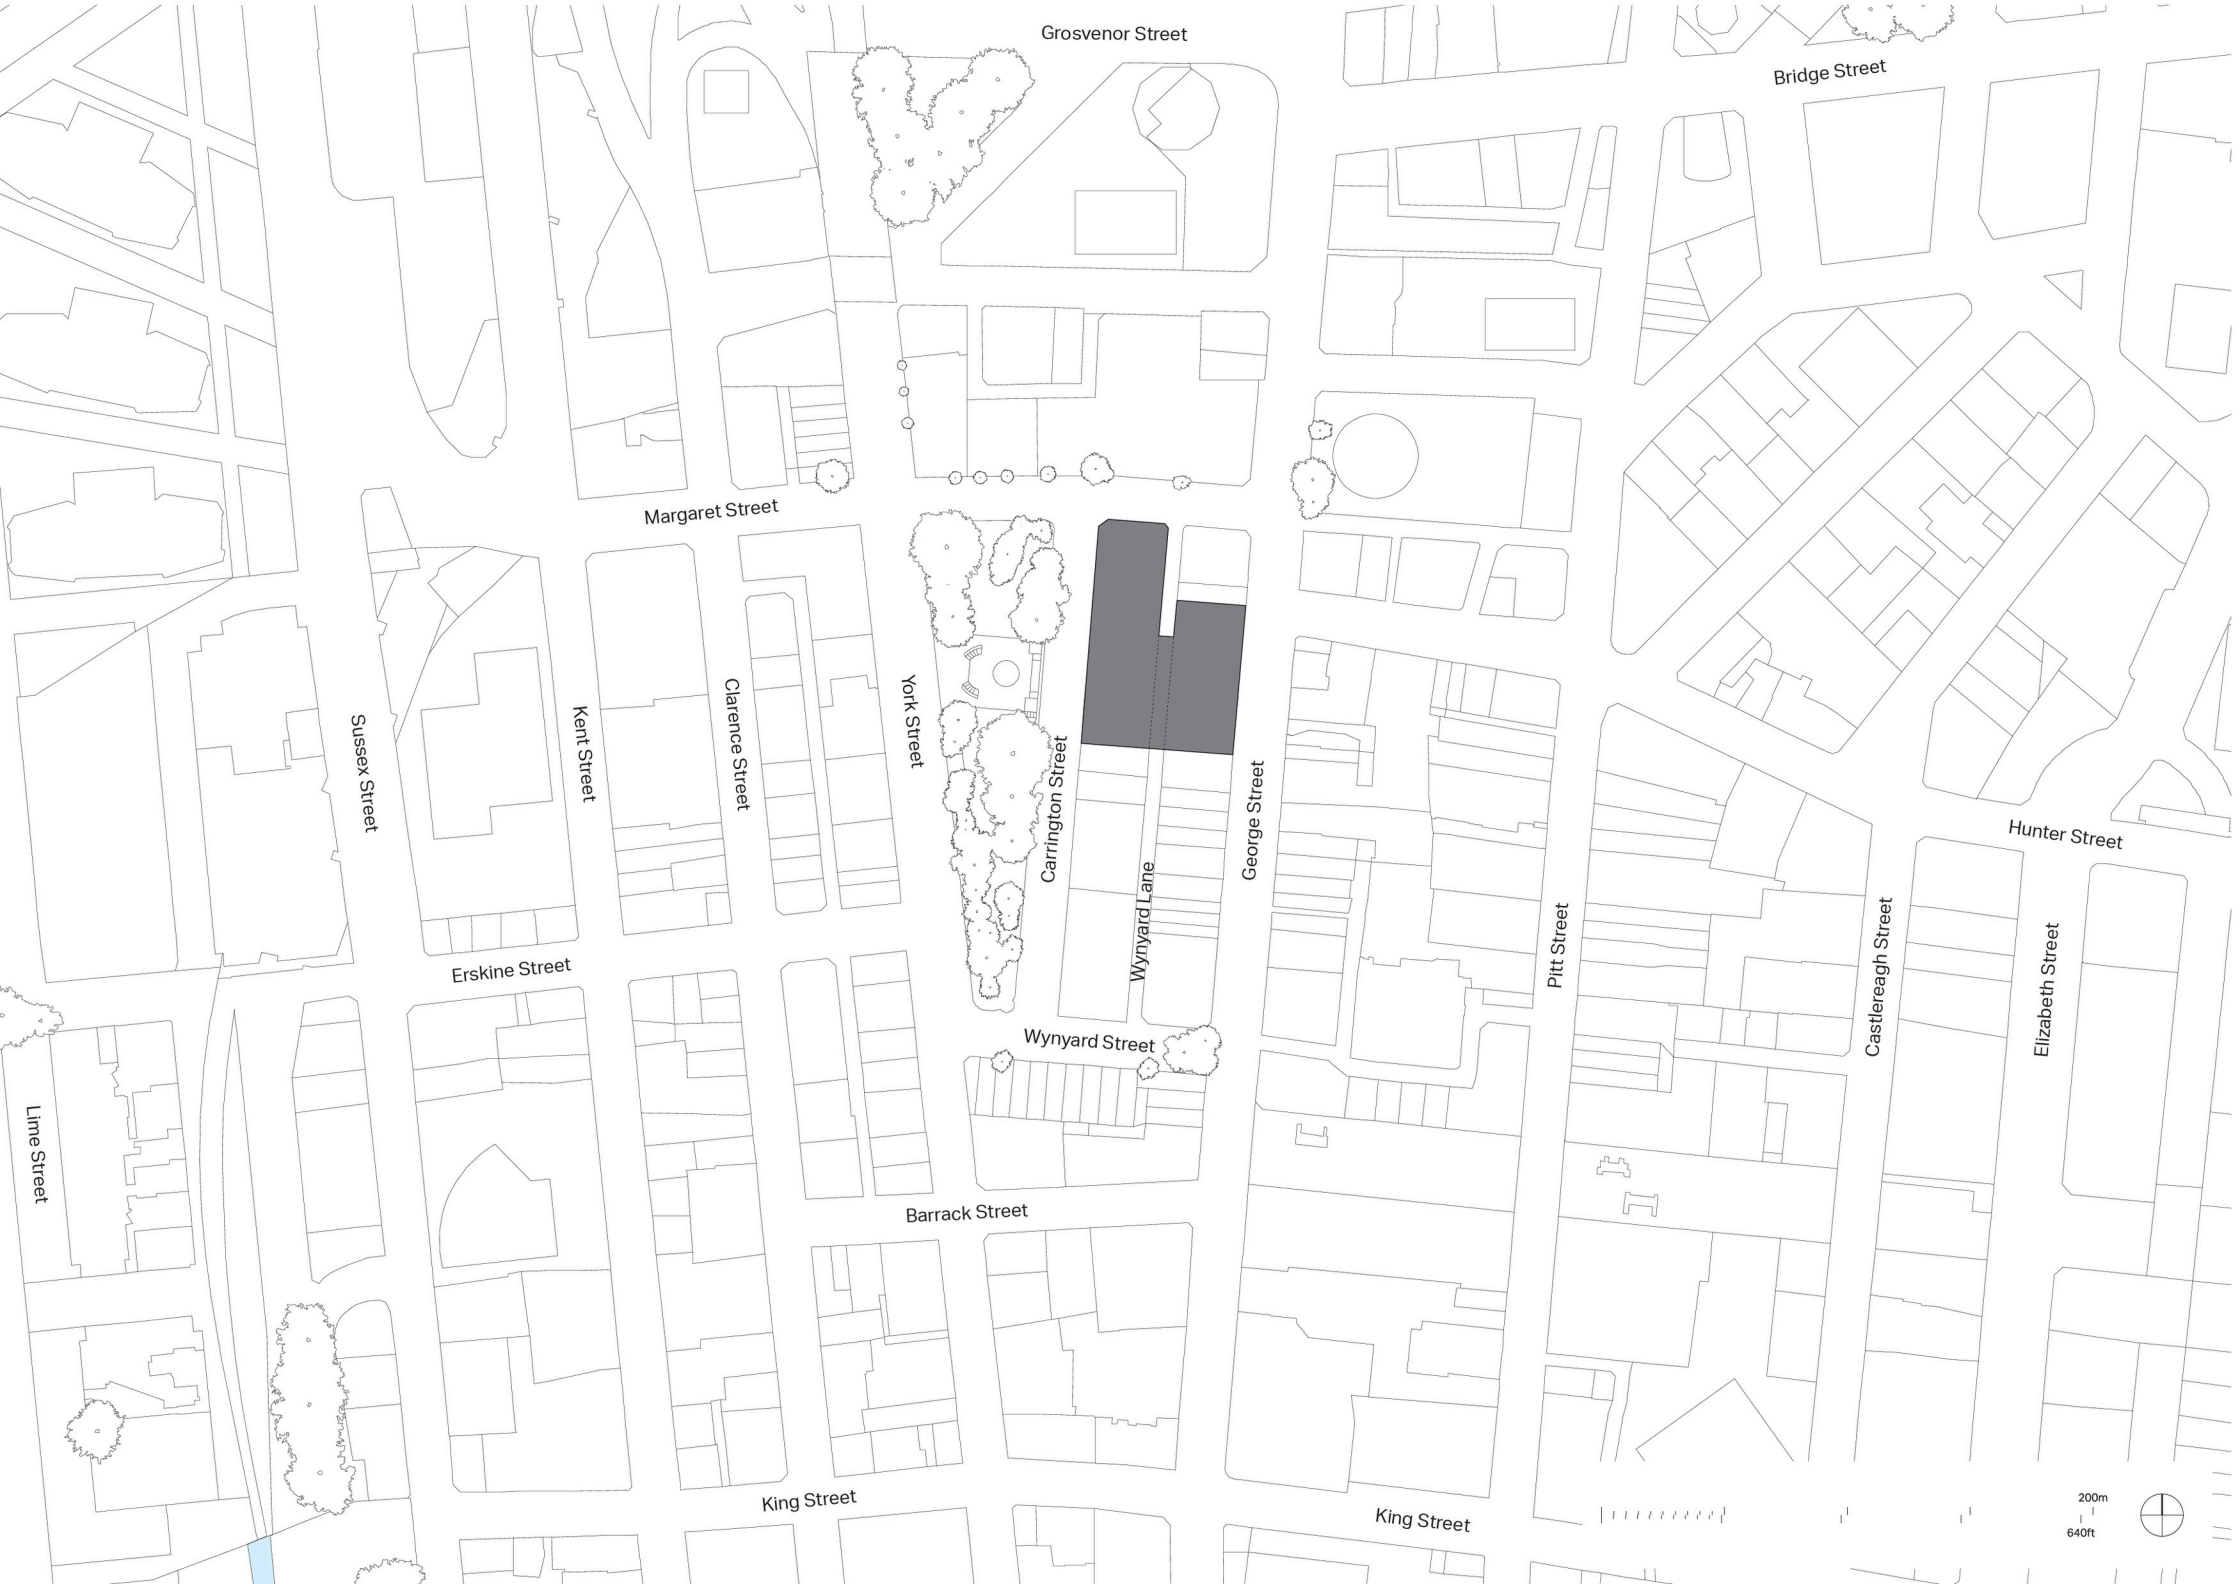 Grosvenor Street
Bridge Street
Margaret Street
Sussex Street
Kent Street
Clarence Street
York Street
Carrington Street
George Street
Wynyard Lane
Hunter Street
Pitt Street
Castlereagh Street
Elizabeth Street
Erskine Street
Wynyard Street
Lime Street
Barrack Street
King Street
King Street
200m
640ft